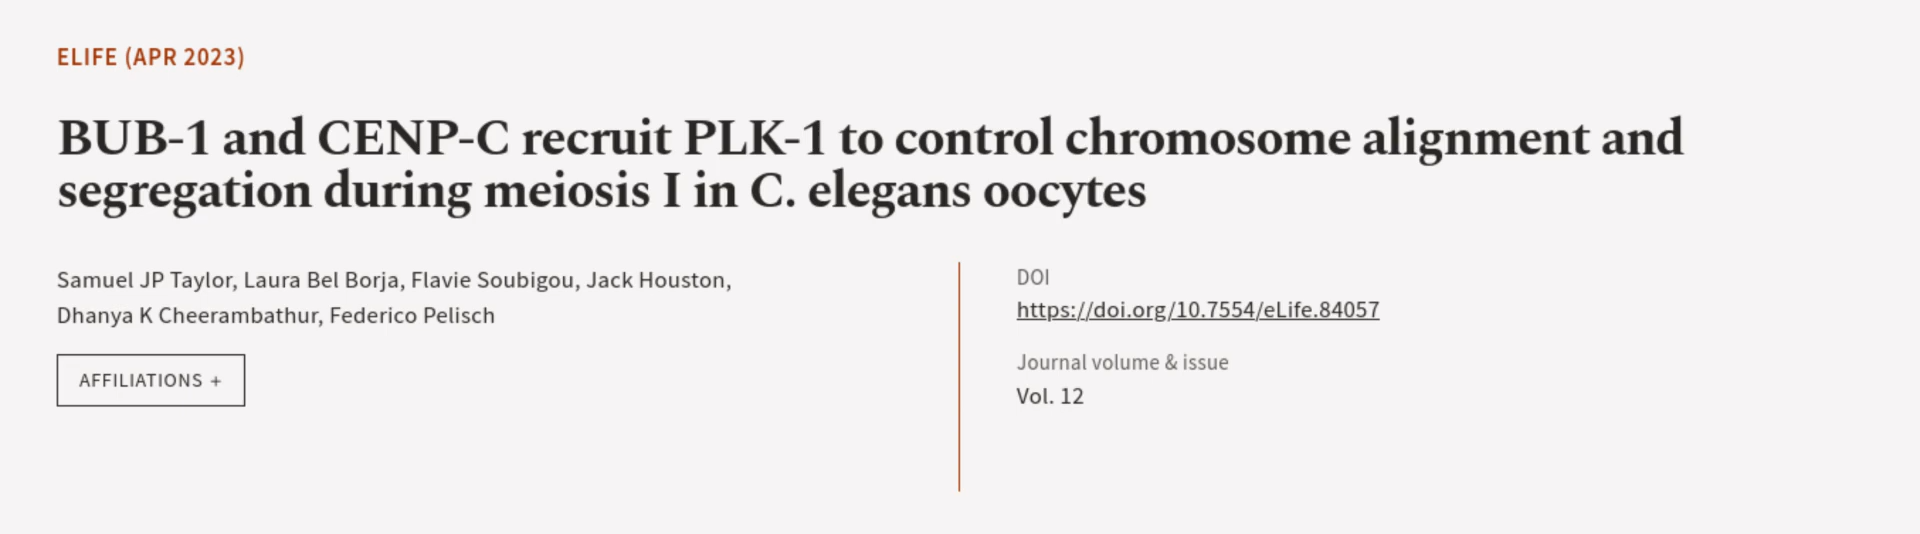 ELIFE (APR 2023)
BUB-1 and CENP-C recruit PLK-1 to control chromosome alignment and
segregation during meiosis I in C. elegans oocytes
Samuel JP Taylor, Laura Bel Borja, Flavie Soubigou, Jack Houston,
Dhanya K Cheerambathur, Federico Pelisch
AFFILIATIONS +
DOI
https://doi.org/10.7554/eLife.84057
Journal volume & issue
Vol. 12